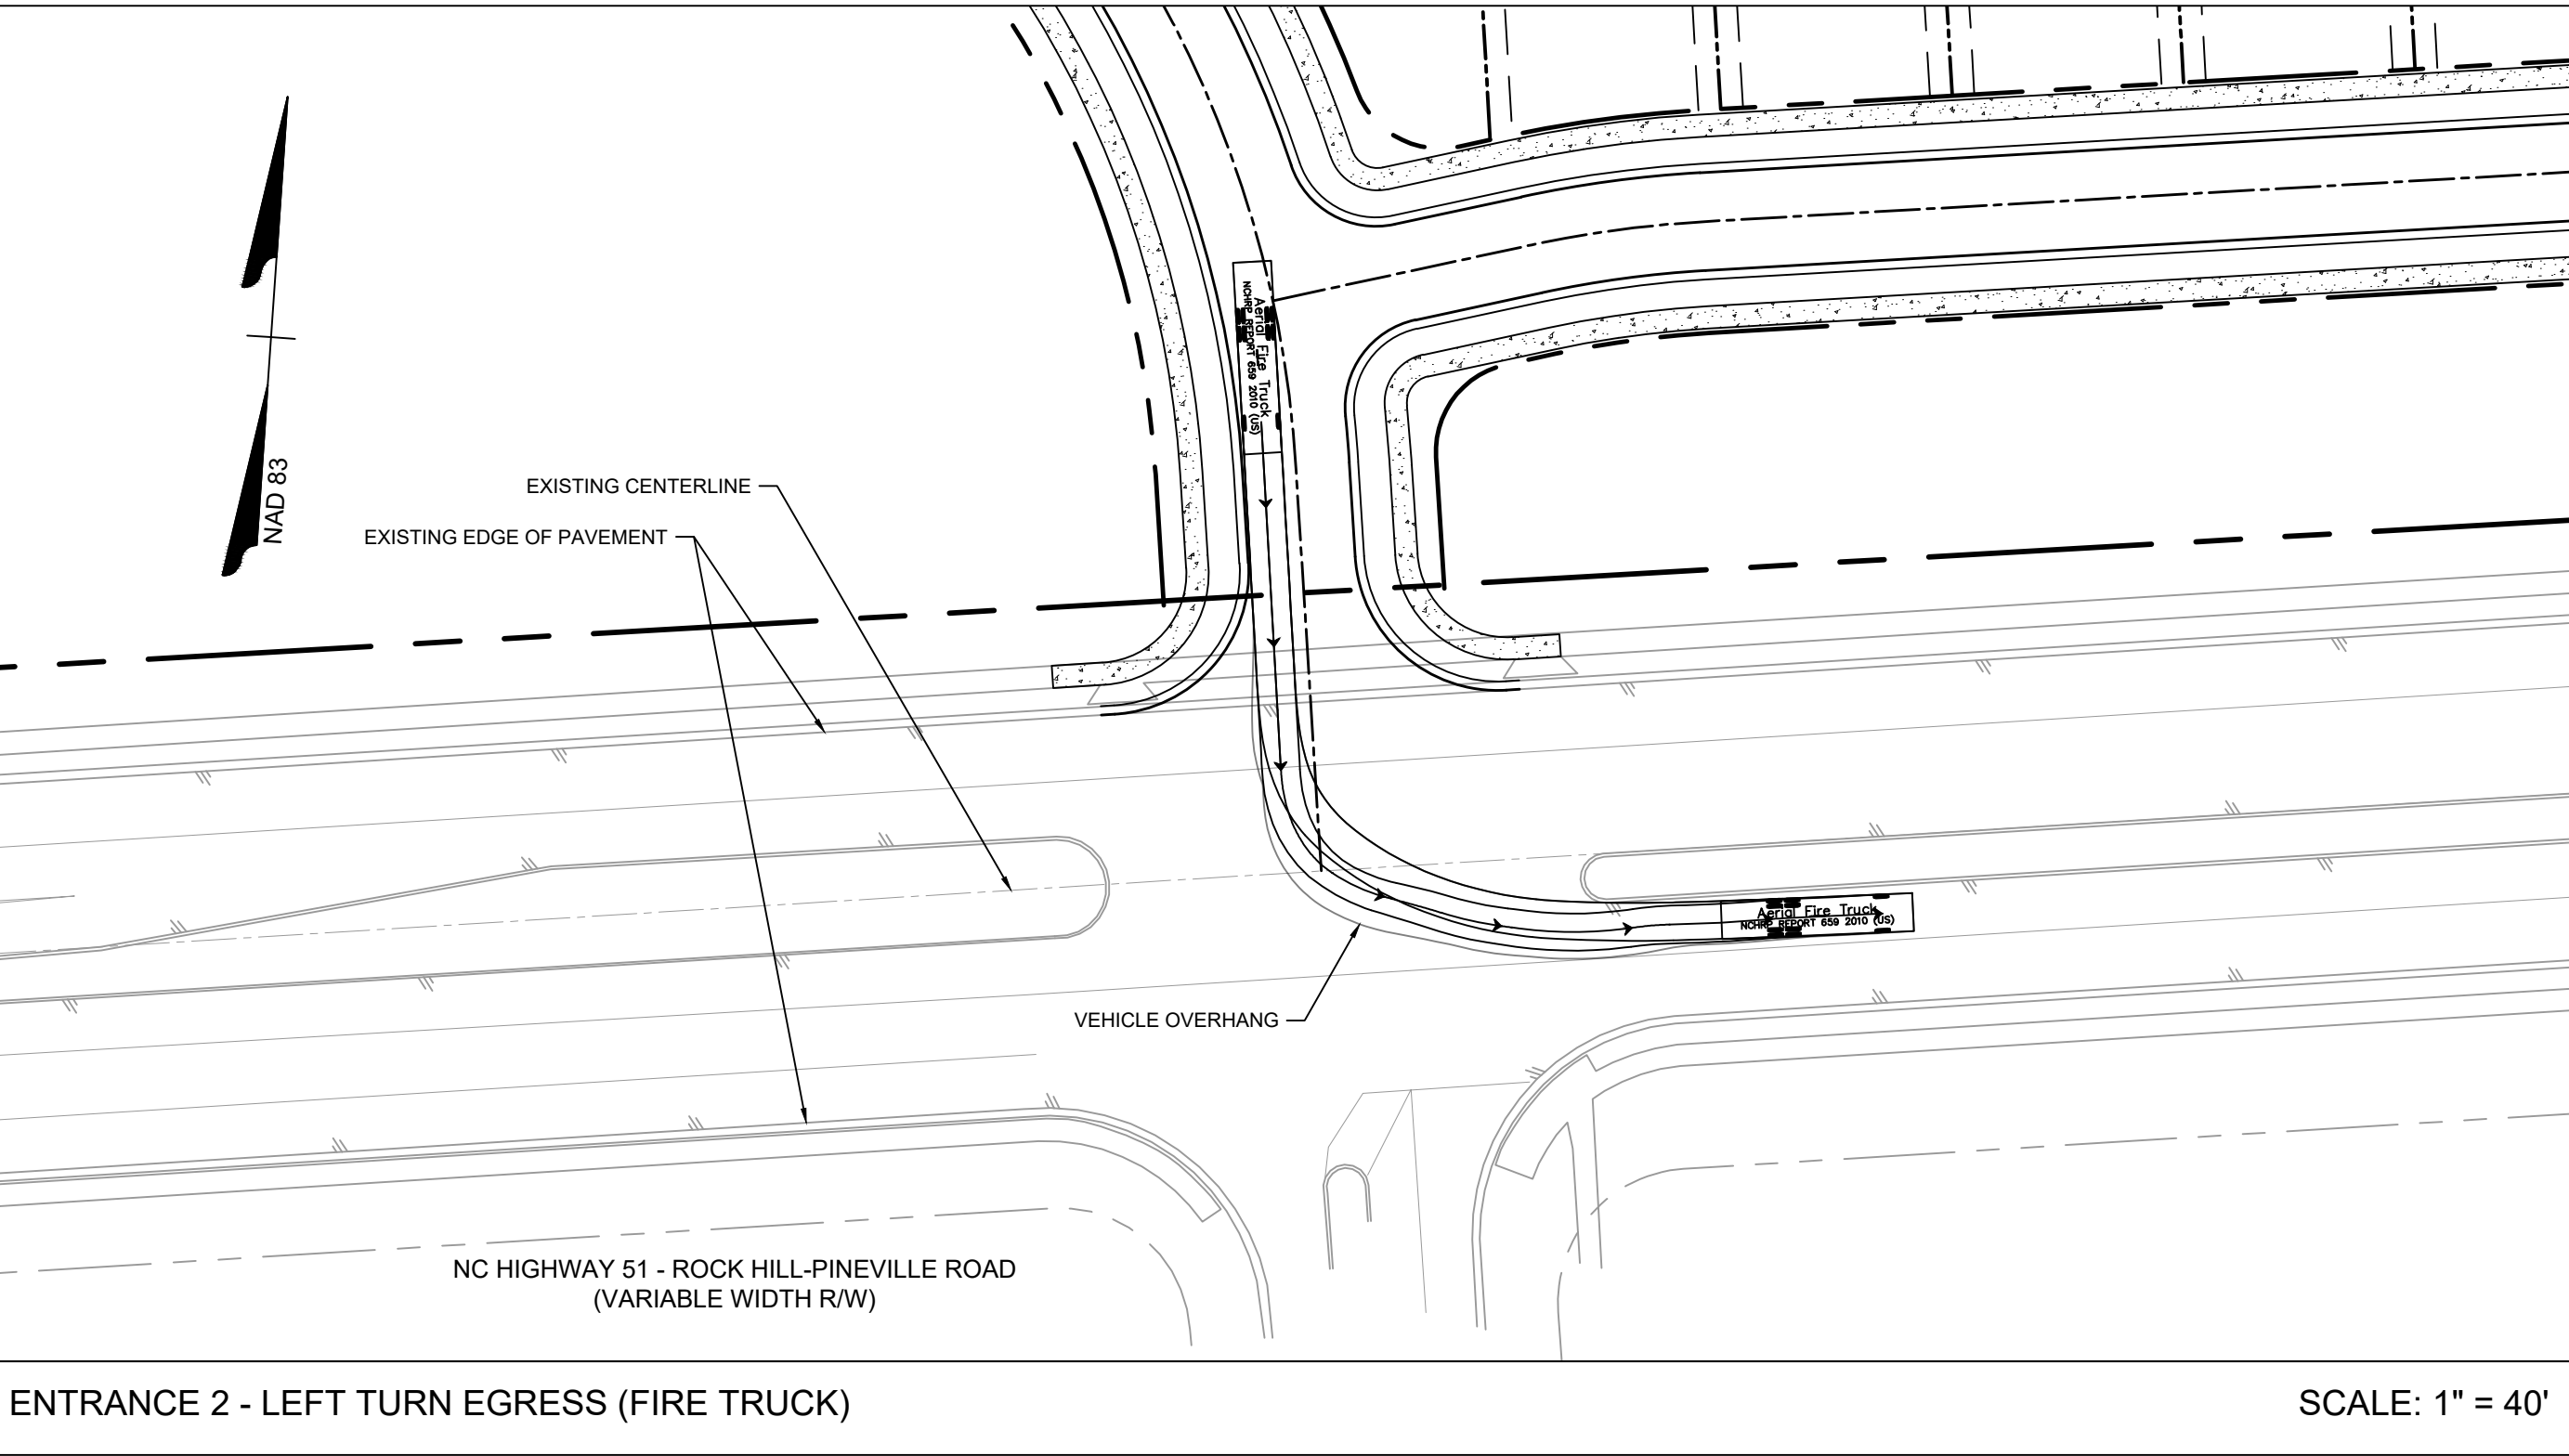 Aerial Fire Truck
NCHRP REPORT 659 2010 (US)
NAD 83
EXISTING CENTERLINE
EXISTING EDGE OF PAVEMENT
Aerial Fire Truck
NCHRP REPORT 659 2010 (US)
VEHICLE OVERHANG
NC HIGHWAY 51 - ROCK HILL-PINEVILLE ROAD
(VARIABLE WIDTH R/W)
ENTRANCE 2 - LEFT TURN EGRESS (FIRE TRUCK)
SCALE: 1" = 40'